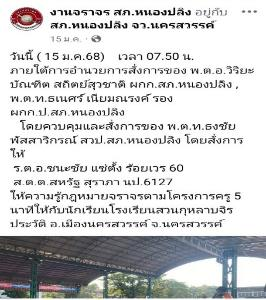 งานจราจร สภ.หนองปลิง อยู่กับ
สภ.หนองปลิง จว.นครสวรรค์
15 ม.ค.
วันนี้ ( 15 ม.ค.68) เวลา 07.50 น.
ภายใต้การอำนวยการสั่งการของ พ.ต.อ.วิริยะ
บัณฑิต สถิตย์สุวชาติ ผกก.สภ.หนองปลิง ,
พ.ต.ท.ธเนศวร์ เนียมณรงค์ รอง
ผกก.ป.สภ.หนองปลิง
โดยควบคุมและสั่งการของ พ.ต.ท.ธงชัย
พัสสาริกรณ์ สวป.สภ.หนองปลิง โดยสั่งการ
ให้
ร.ต.อ.ชนะชัย แซ่ตั้ง ร้อยเวร 60
ส.ต.ต.สหรัฐ สุราภา นป.6127
ให้ความรู้กฎหมายจราจรตามโครงการครู 5
นาทีให้กับนักเรียนโรงเรียนสวนกุหลาบจิร
ประวัติ อ.เมืองนครสวรรค์ จ.นครสวรรค์